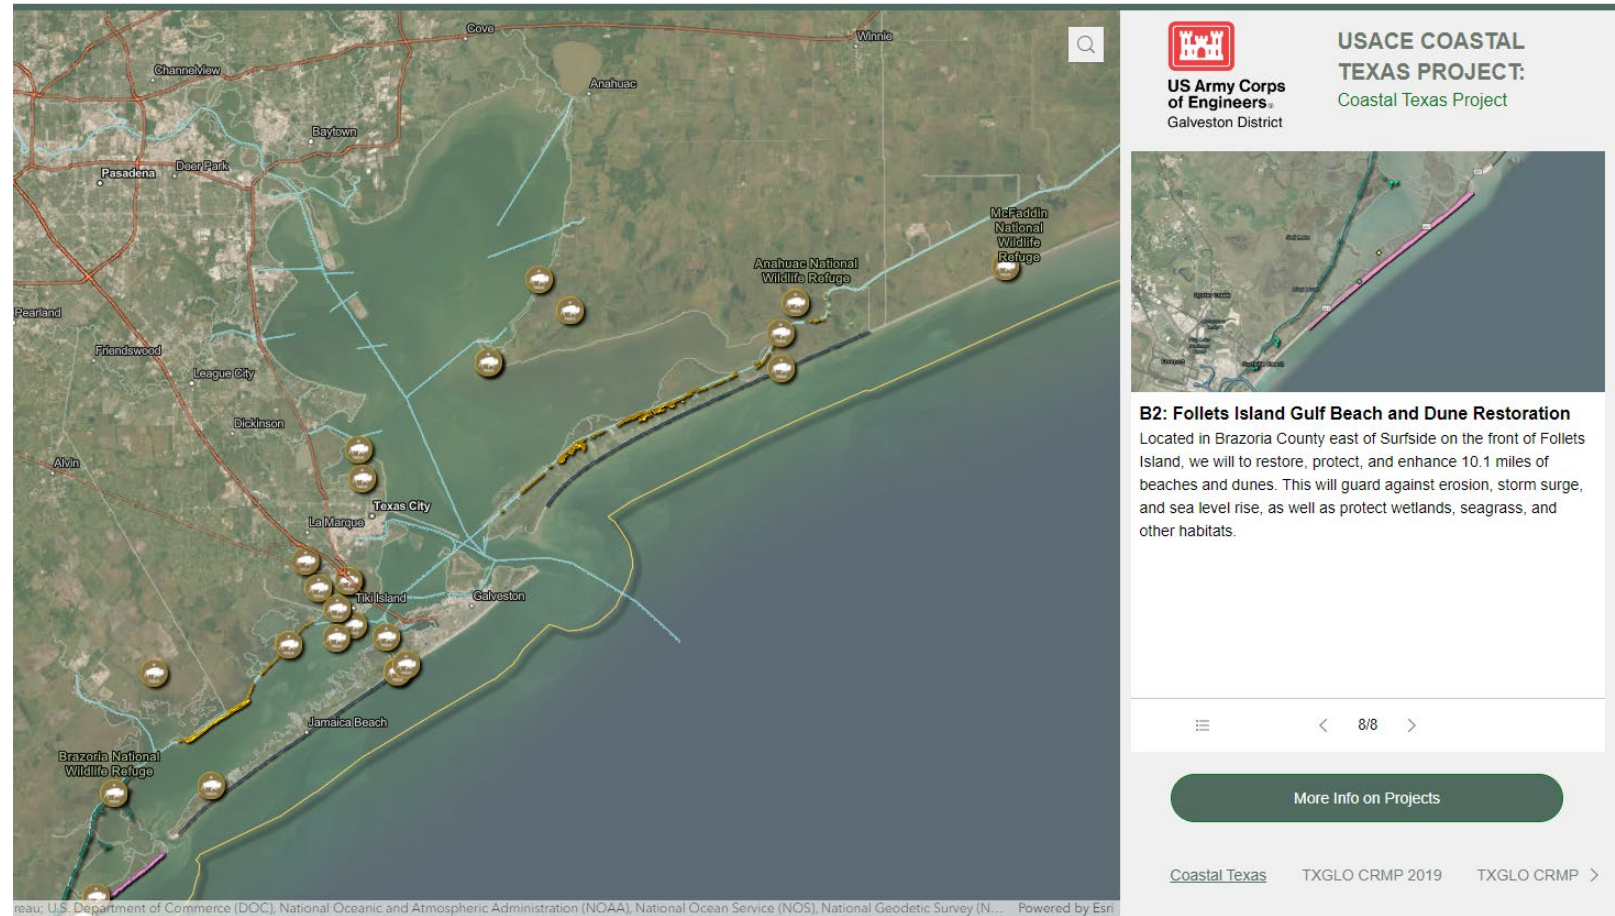 Cove
Winnie
Channelview
Anahuac
Baytown
Deer Park
Pasadena
McFaddin
National
Wildlife
Refuge
Anahuac National
Wildlife Refuge
Pearland
Friendswood
League City
Dickinson
Alvin
Texas City
La Marque
Tiki Island
Galveston
Jamaica Beach
Brazoria National
Wildlife Refuge
reau; U.S. Department of Commerce (DOC), National Oceanic and Atmospheric Administration (NOAA), National Ocean Service (NOS), National Geodetic Survey (N...
Powered by Esri
US Army Corps
of Engineers®
Galveston District
USACE COASTAL
TEXAS PROJECT:
Coastal Texas Project
B2: Follets Island Gulf Beach and Dune Restoration
Located in Brazoria County east of Surfside on the front of Follets
Island, we will to restore, protect, and enhance 10.1 miles of
beaches and dunes. This will guard against erosion, storm surge,
and sea level rise, as well as protect wetlands, seagrass, and
other habitats.
8/8
More Info on Projects
Coastal Texas
TXGLO CRMP 2019
TXGLO CRMP